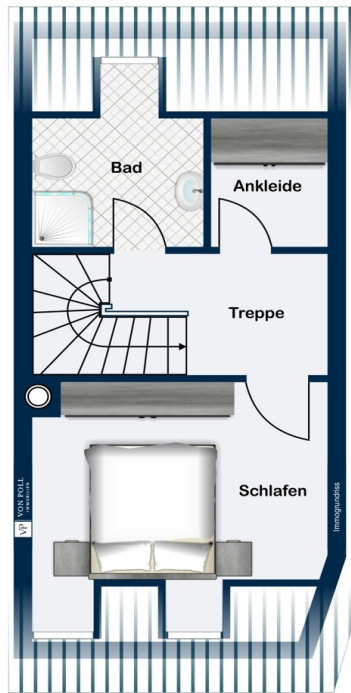 Bad
Ankleide
Treppe
Schlafen
VP VON POLL
IMMOBILIEN
Immogrundriss